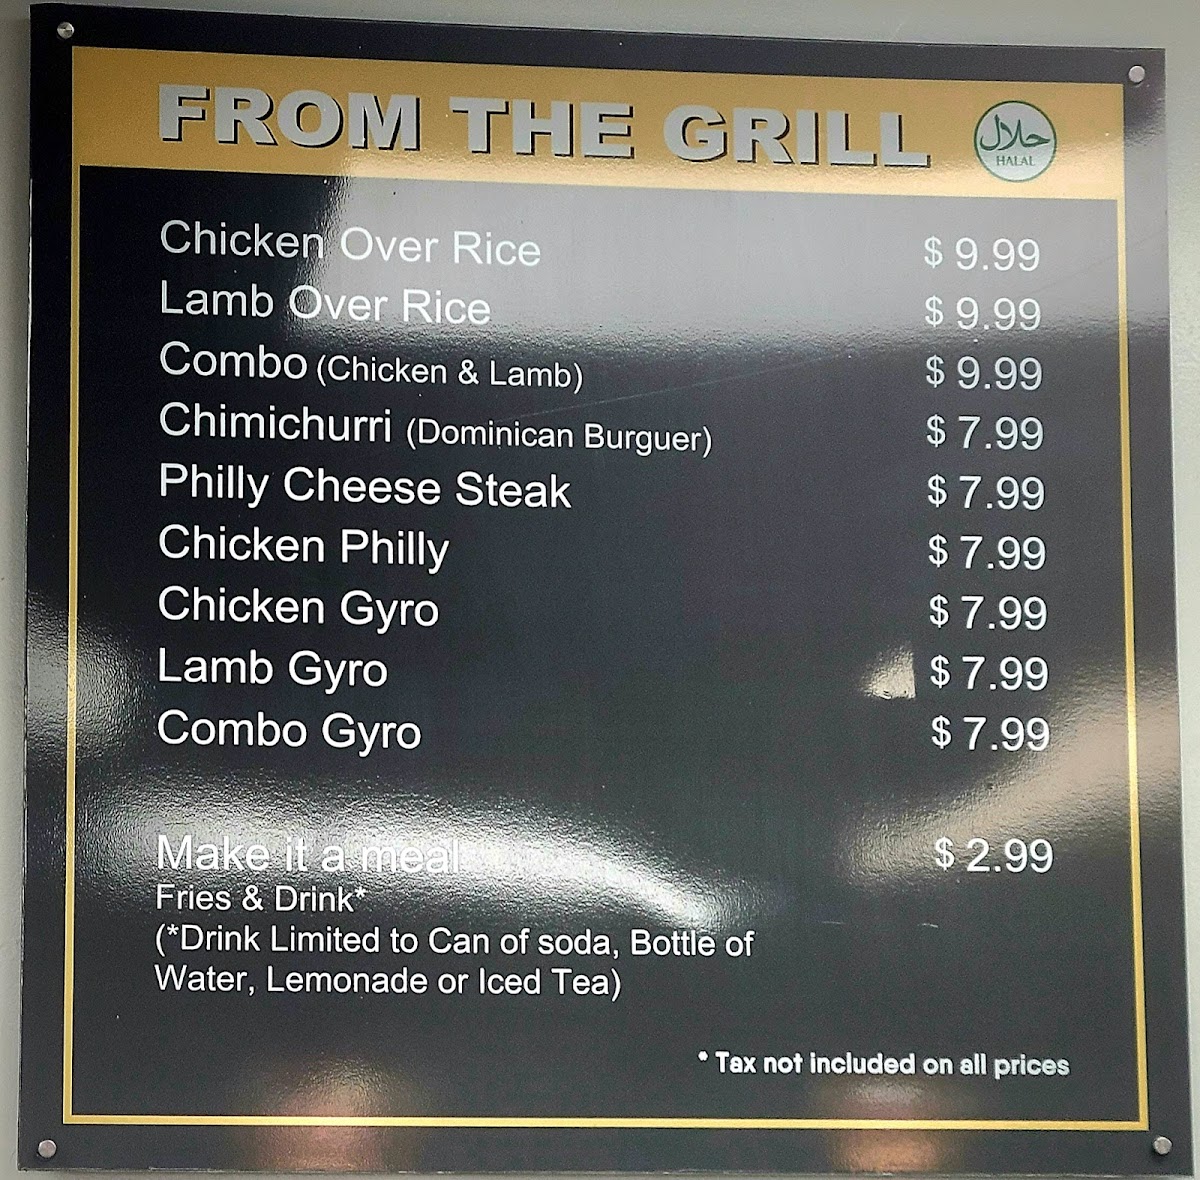 FROM THE GRILL
حلال
HALAL
Chicken Over Rice $ 9.99
Lamb Over Rice $ 9.99
Combo (Chicken & Lamb) $ 9.99
Chimichurri (Dominican Burguer) $ 7.99
Philly Cheese Steak $ 7.99
Chicken Philly $ 7.99
Chicken Gyro $ 7.99
Lamb Gyro $ 7.99
Combo Gyro $ 7.99
Make it a meal $ 2.99
Fries & Drink*
(*Drink Limited to Can of soda, Bottle of
Water, Lemonade or Iced Tea)
* Tax not included on all prices